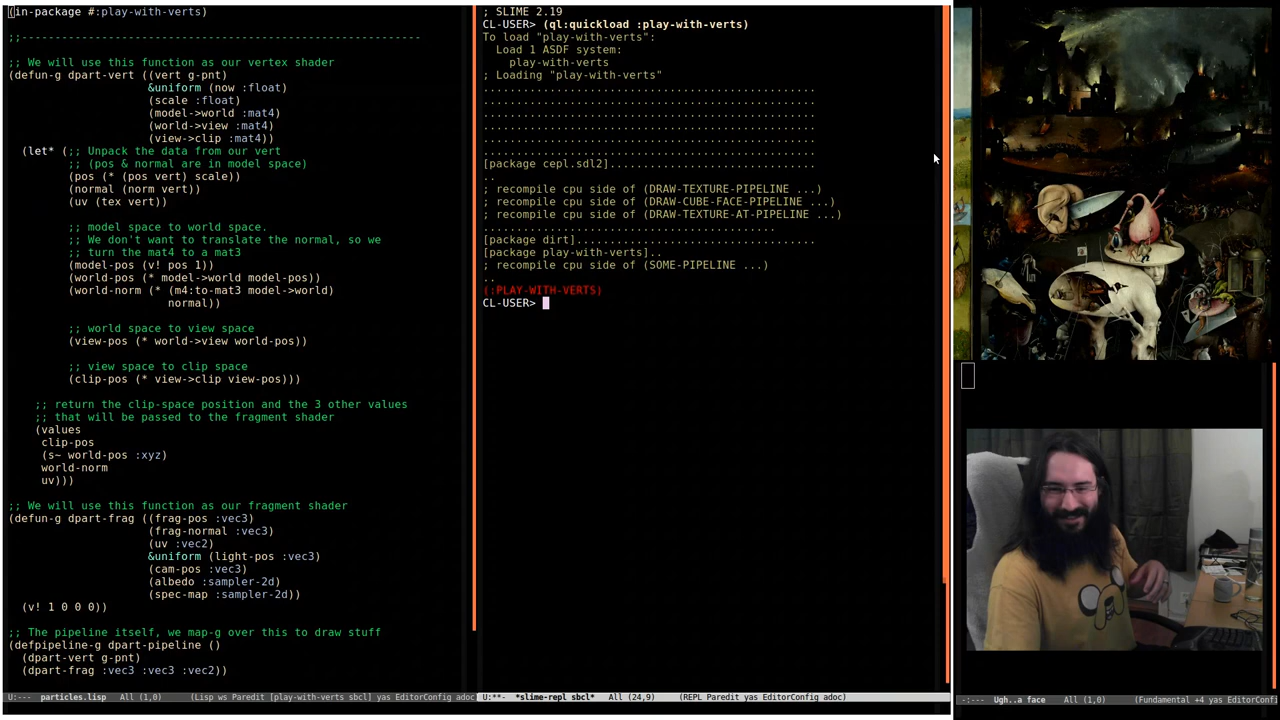 (in-package #:play-with-verts)
;;------------------------------------------------------------
;; We will use this function as our vertex shader
(defun-g dpart-vert ((vert g-pnt)
&uniform (now :float)
(scale :float)
(model->world :mat4)
(world->view :mat4)
(view->clip :mat4))
(let* (;; Unpack the data from our vert
;; (pos & normal are in model space)
(pos (* (pos vert) scale))
(normal (norm vert))
(uv (tex vert))
;; model space to world space.
;; We don't want to translate the normal, so we
;; turn the mat4 to a mat3
(model-pos (v! pos 1))
(world-pos (* model->world model-pos))
(world-norm (* (m4:to-mat3 model->world)
normal))
;; world space to view space
(view-pos (* world->view world-pos))
;; view space to clip space
(clip-pos (* view->clip view-pos)))
;; return the clip-space position and the 3 other values
;; that will be passed to the fragment shader
(values
clip-pos
(s~ world-pos :xyz)
world-norm
uv)))
;; We will use this function as our fragment shader
(defun-g dpart-frag ((frag-pos :vec3)
(frag-normal :vec3)
(uv :vec2)
&uniform (light-pos :vec3)
(cam-pos :vec3)
(albedo :sampler-2d)
(spec-map :sampler-2d))
(v! 1 0 0 0))
;; The pipeline itself, we map-g over this to draw stuff
(defpipeline-g dpart-pipeline ()
(dpart-vert g-pnt)
(dpart-frag :vec3 :vec3 :vec2))
U:--- particles.lisp All (1,0) (Lisp ws Paredit [play-with-verts sbcl] yas EditorConfig adoc
; SLIME 2.19
CL-USER> (ql:quickload :play-with-verts)
To load "play-with-verts":
Load 1 ASDF system:
play-with-verts
; Loading "play-with-verts"
..................................................
..................................................
..................................................
..................................................
..................................................
..................................................
[package cepl.sdl2]...............................
..
; recompile cpu side of (DRAW-TEXTURE-PIPELINE ...)
; recompile cpu side of (DRAW-CUBE-FACE-PIPELINE ...)
; recompile cpu side of (DRAW-TEXTURE-AT-PIPELINE ...)
............................................
[package dirt]....................................
[package play-with-verts]..
; recompile cpu side of (SOME-PIPELINE ...)
..
(:PLAY-WITH-VERTS)
CL-USER>
U:**- *slime-repl sbcl* All (24,9) (REPL Paredit yas EditorConfig adoc)
-:--- Ugh..a face All (1,0) (Fundamental +4 yas EditorConfi